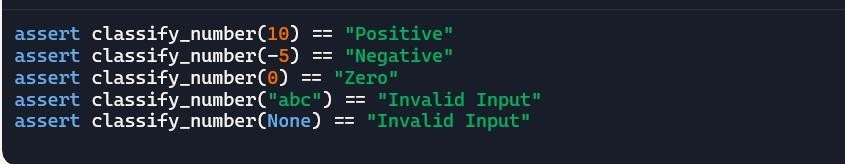 assert classify_number(10) == "Positive"
assert classify_number(-5) == "Negative"
assert classify_number(0) == "Zero"
assert classify_number("abc") == "Invalid Input"
assert classify_number(None) == "Invalid Input"